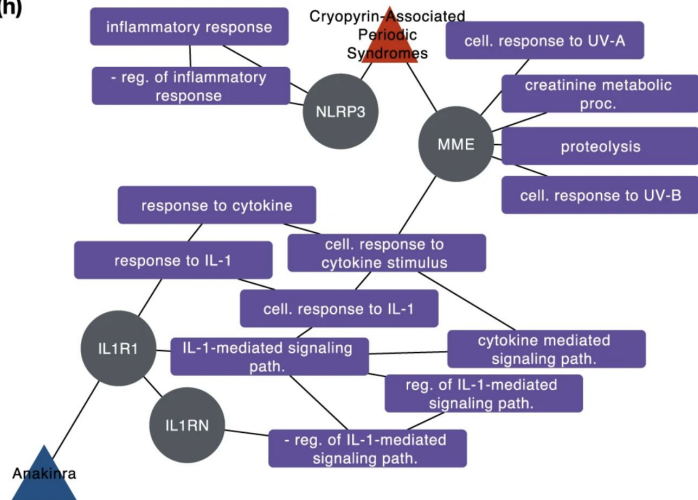 (h)
Cryopyrin-Associated
Periodic
Syndromes
inflammatory response
cell. response to UV-A
- reg. of inflammatory
response
creatinine metabolic
proc.
NLRP3
MME
proteolysis
cell. response to UV-B
response to cytokine
cell. response to
cytokine stimulus
response to IL-1
cell. response to IL-1
IL1R1
IL-1-mediated signaling
path.
cytokine mediated
signaling path.
reg. of IL-1-mediated
signaling path.
IL1RN
- reg. of IL-1-mediated
signaling path.
Anakinra